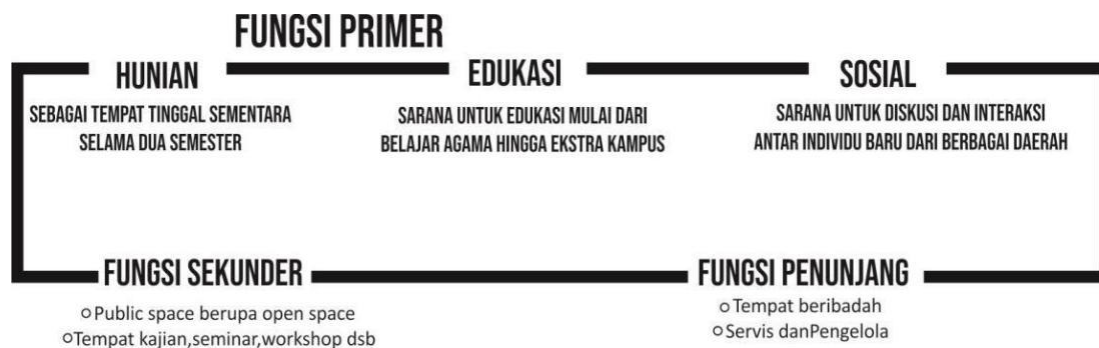 FUNGSI PRIMER
HUNIAN
SEBAGAI TEMPAT TINGGAL SEMENTARA
SELAMA DUA SEMESTER
EDUKASI
SARANA UNTUK EDUKASI MULAI DARI
BELAJAR AGAMA HINGGA EKSTRA KAMPUS
SOSIAL
SARANA UNTUK DISKUSI DAN INTERAKSI
ANTAR INDIVIDU BARU DARI BERBAGAI DAERAH
FUNGSI SEKUNDER
○Public space berupa open space
○Tempat kajian,seminar,workshop dsb
FUNGSI PENUNJANG
○Tempat beribadah
○Servis danPengelola